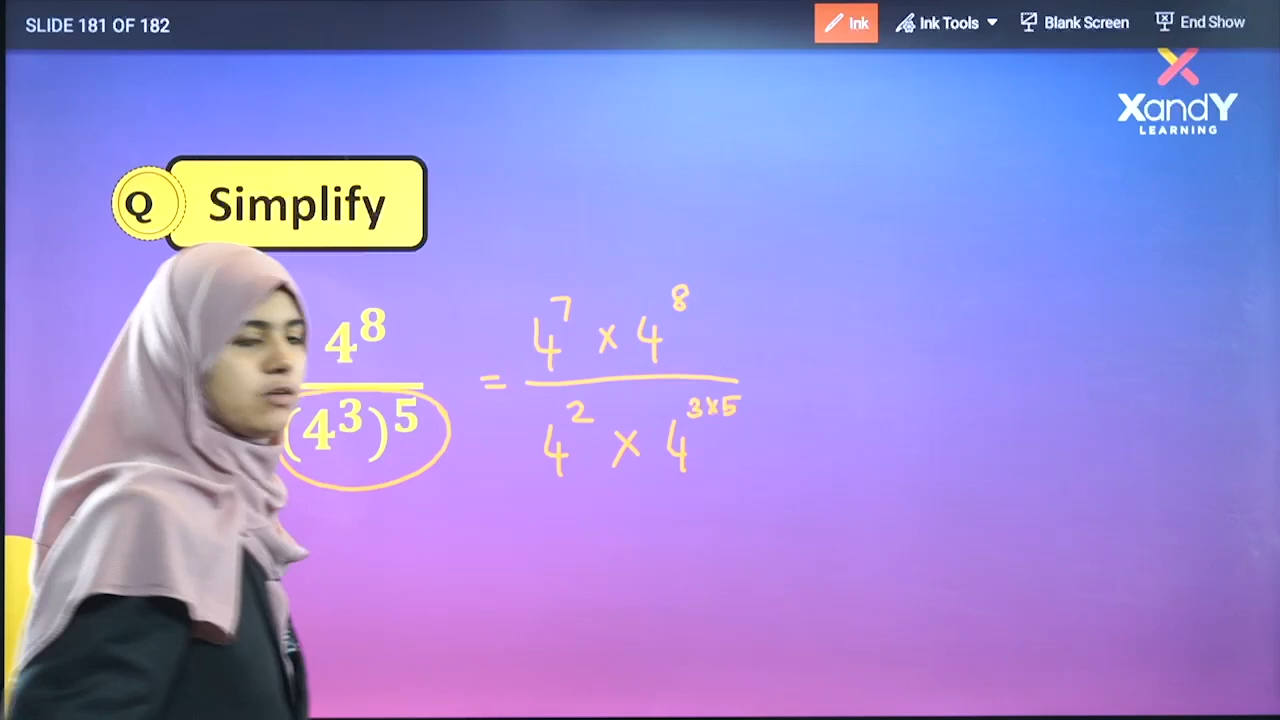 SLIDE 181 OF 182
Ink
Ink Tools
Blank Screen
End Show
XandY
LEARNING
Q Simplify
4⁸
(4³)⁵
= 4⁷ × 4⁸
4² × 4³ˣ⁵